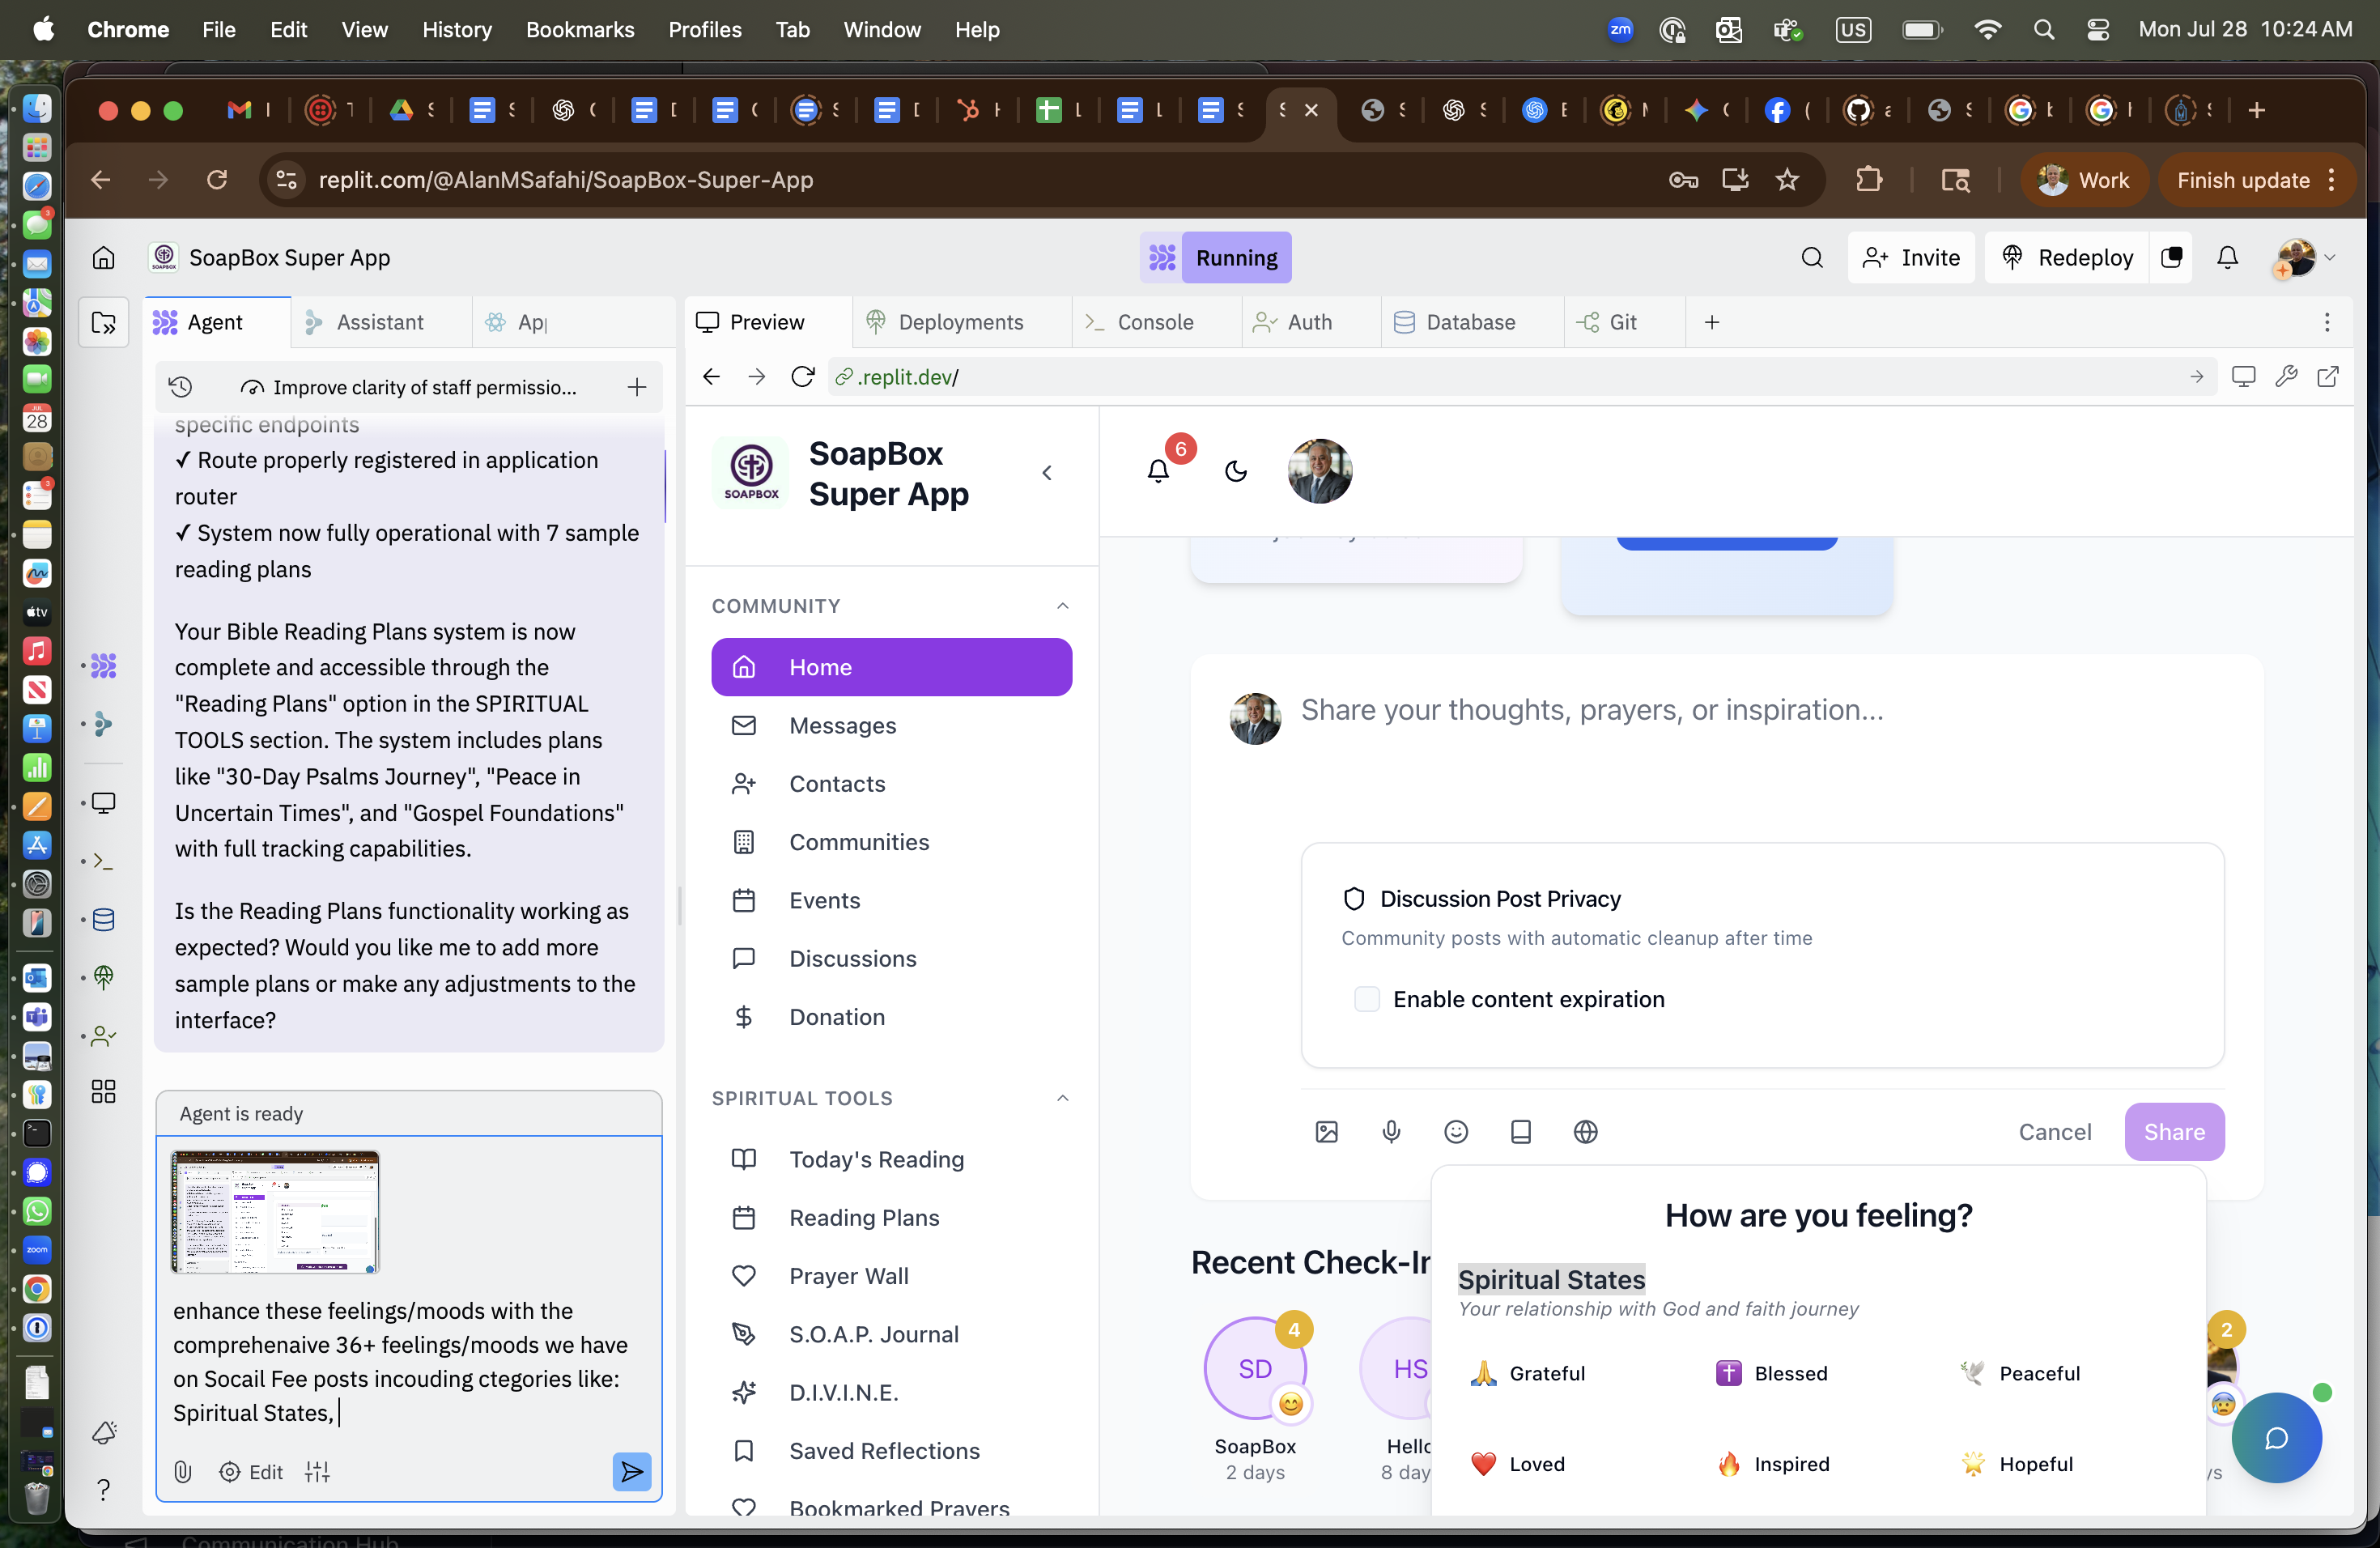 Chrome File Edit View History Bookmarks Profiles Tab Window Help
zm US Mon Jul 28 10:24 AM
replit.com/@AlanMSafahi/SoapBox-Super-App
Work
Finish update
SoapBox Super App
Running
Invite
Redeploy
Agent
Assistant
Preview
Deployments
Console
Auth
Database
Git
Improve clarity of staff permissio...
.replit.dev/
specific endpoints
✓ Route properly registered in application
router
✓ System now fully operational with 7 sample
reading plans
Your Bible Reading Plans system is now
complete and accessible through the
"Reading Plans" option in the SPIRITUAL
TOOLS section. The system includes plans
like "30-Day Psalms Journey", "Peace in
Uncertain Times", and "Gospel Foundations"
with full tracking capabilities.
Is the Reading Plans functionality working as
expected? Would you like me to add more
sample plans or make any adjustments to the
interface?
Agent is ready
enhance these feelings/moods with the
comprehenaive 36+ feelings/moods we have
on Socail Fee posts incouding ctegories like:
Spiritual States,
Edit
SOAPBOX
SoapBox
Super App
COMMUNITY
Home
Messages
Contacts
Communities
Events
Discussions
Donation
SPIRITUAL TOOLS
Today's Reading
Reading Plans
Prayer Wall
S.O.A.P. Journal
D.I.V.I.N.E.
Saved Reflections
Bookmarked Prayers
6
Share your thoughts, prayers, or inspiration...
Discussion Post Privacy
Community posts with automatic cleanup after time
Enable content expiration
Cancel
Share
How are you feeling?
Spiritual States
Your relationship with God and faith journey
Grateful
Blessed
Peaceful
Loved
Inspired
Hopeful
SD
4
SoapBox
2 days
HS
8 day
2
Communication Hub